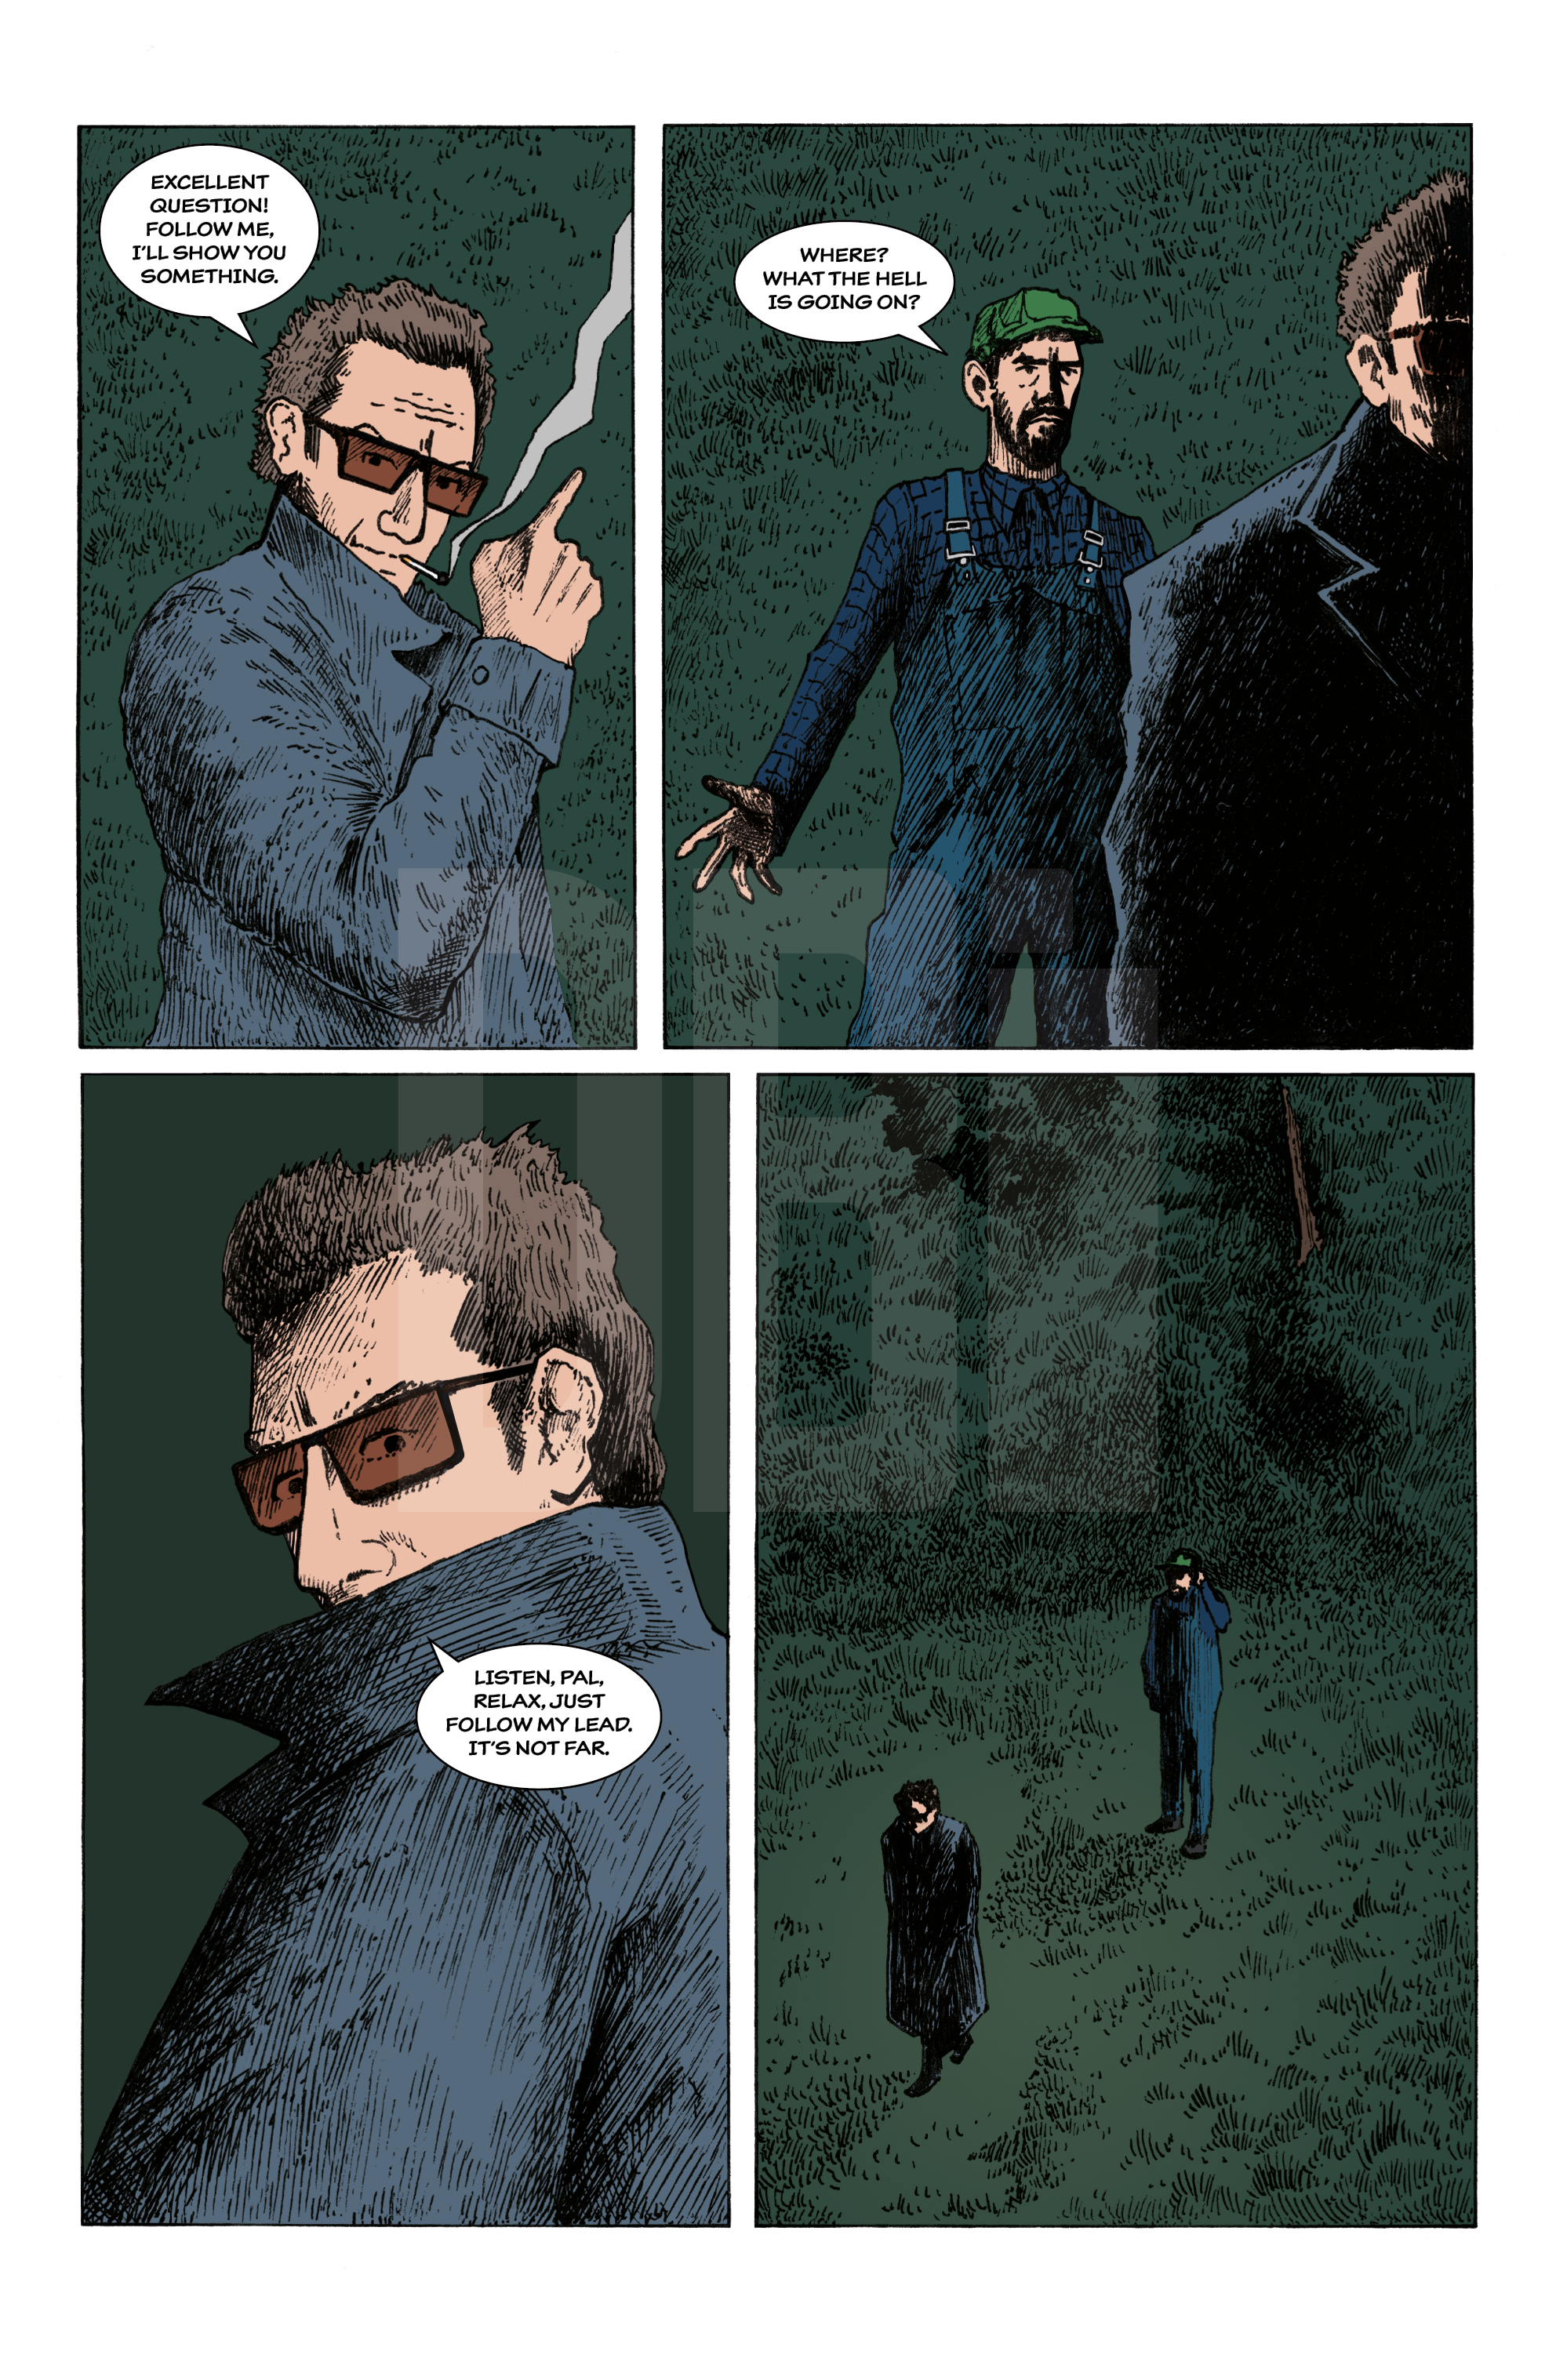 EXCELLENT
QUESTION!
FOLLOW ME,
I'LL SHOW YOU
SOMETHING.
WHERE?
WHAT THE HELL
IS GOING ON?
LISTEN, PAL,
RELAX, JUST
FOLLOW MY LEAD.
IT'S NOT FAR.